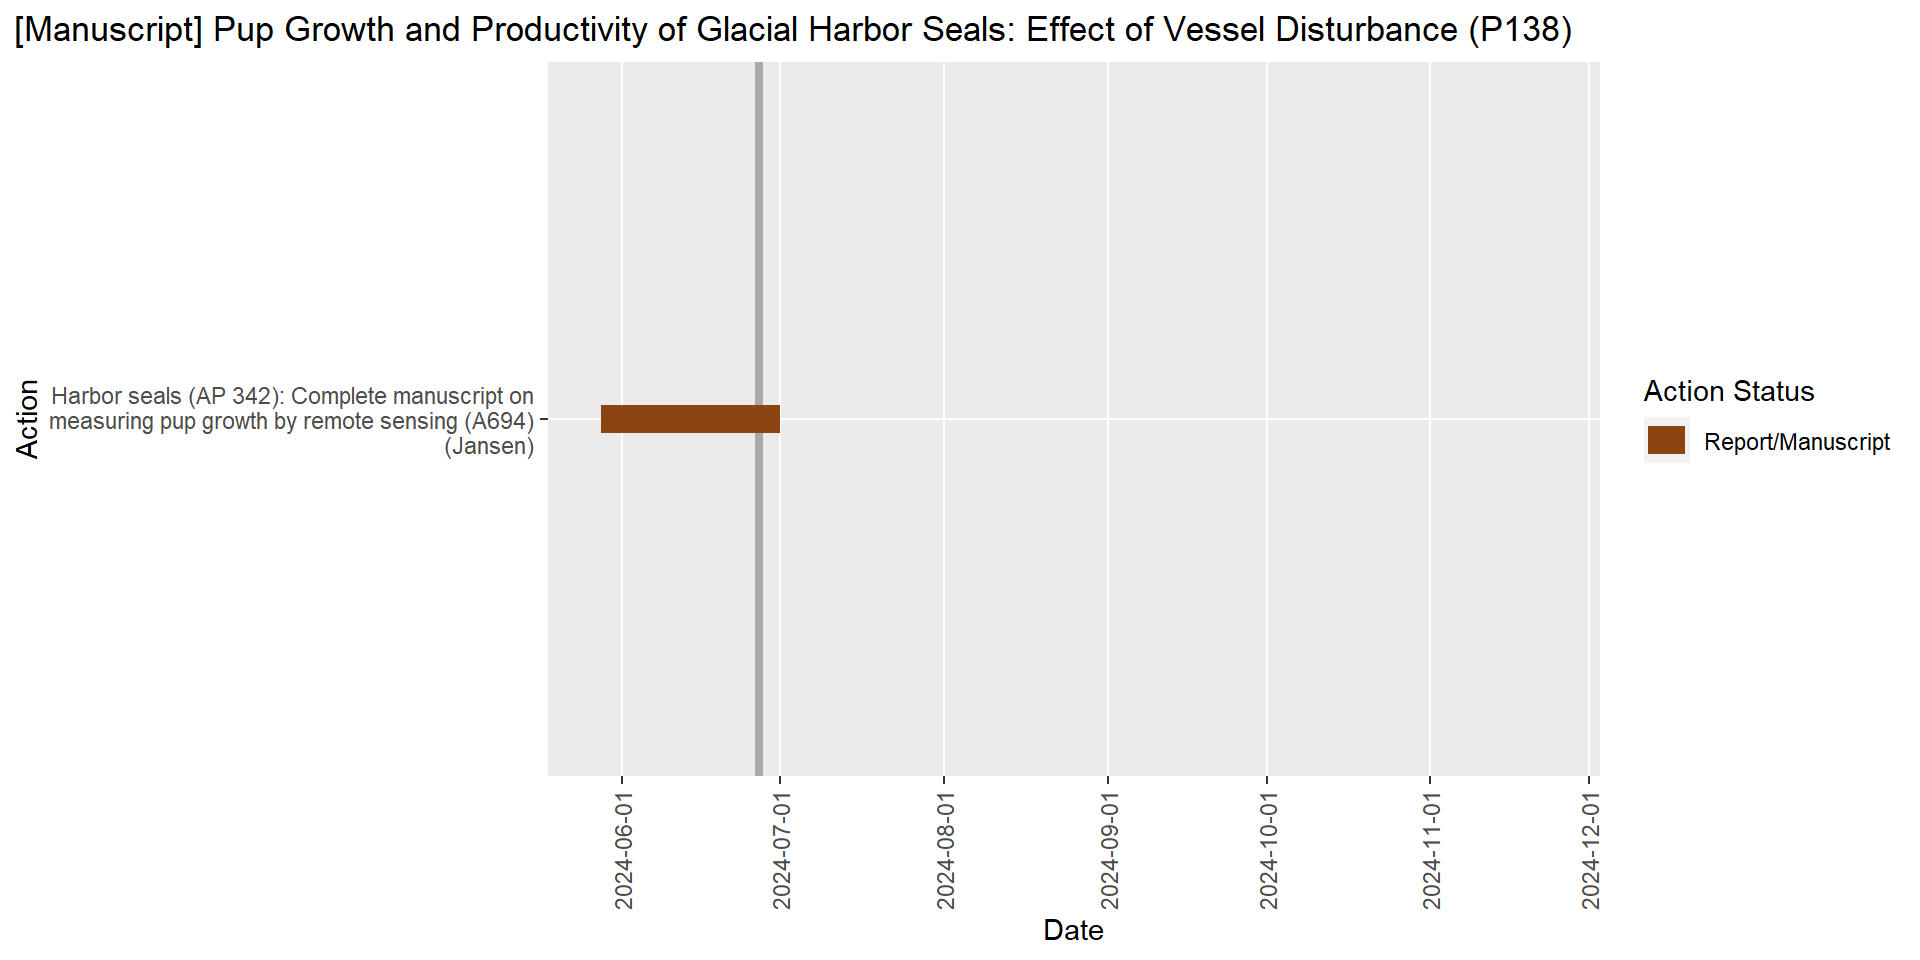 [Manuscript] Pup Growth and Productivity of Glacial Harbor Seals: Effect of Vessel Disturbance (P138)
Action
Harbor seals (AP 342): Complete manuscript on
measuring pup growth by remote sensing (A694)
(Jansen)
Action Status
Report/Manuscript
2024-06-01
2024-07-01
2024-08-01
2024-09-01
2024-10-01
2024-11-01
2024-12-01
Date